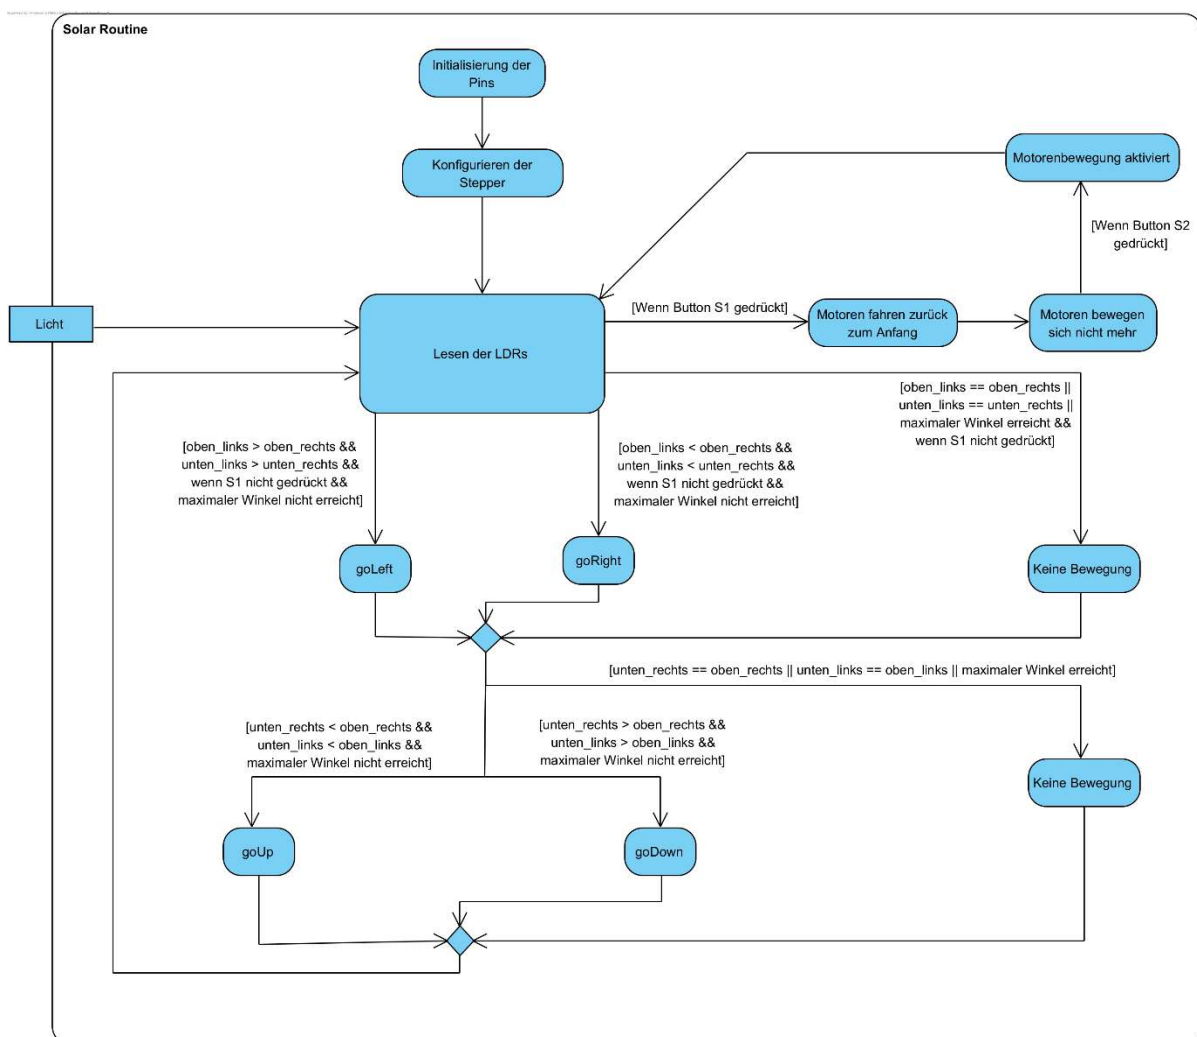 Solar Routine
Initialisierung der
Pins
Konfigurieren der
Stepper
Motorenbewegung aktiviert
[Wenn Button S2
gedrückt]
Licht
[Wenn Button S1 gedrückt]
Motoren fahren zurück
zum Anfang
Motoren bewegen
sich nicht mehr
Lesen der LDRs
[oben_links == oben_rechts ||
unten_links == unten_rechts ||
maximaler Winkel erreicht &&
wenn S1 nicht gedrückt]
[oben_links > oben_rechts &&
unten_links > unten_rechts &&
wenn S1 nicht gedrückt &&
maximaler Winkel nicht erreicht]
[oben_links < oben_rechts &&
unten_links < unten_rechts &&
wenn S1 nicht gedrückt &&
maximaler Winkel nicht erreicht]
goLeft
goRight
Keine Bewegung
[unten_rechts == oben_rechts || unten_links == oben_links || maximaler Winkel erreicht]
[unten_rechts < oben_rechts &&
unten_links < oben_links &&
maximaler Winkel nicht erreicht]
[unten_rechts > oben_rechts &&
unten_links > oben_links &&
maximaler Winkel nicht erreicht]
Keine Bewegung
goUp
goDown